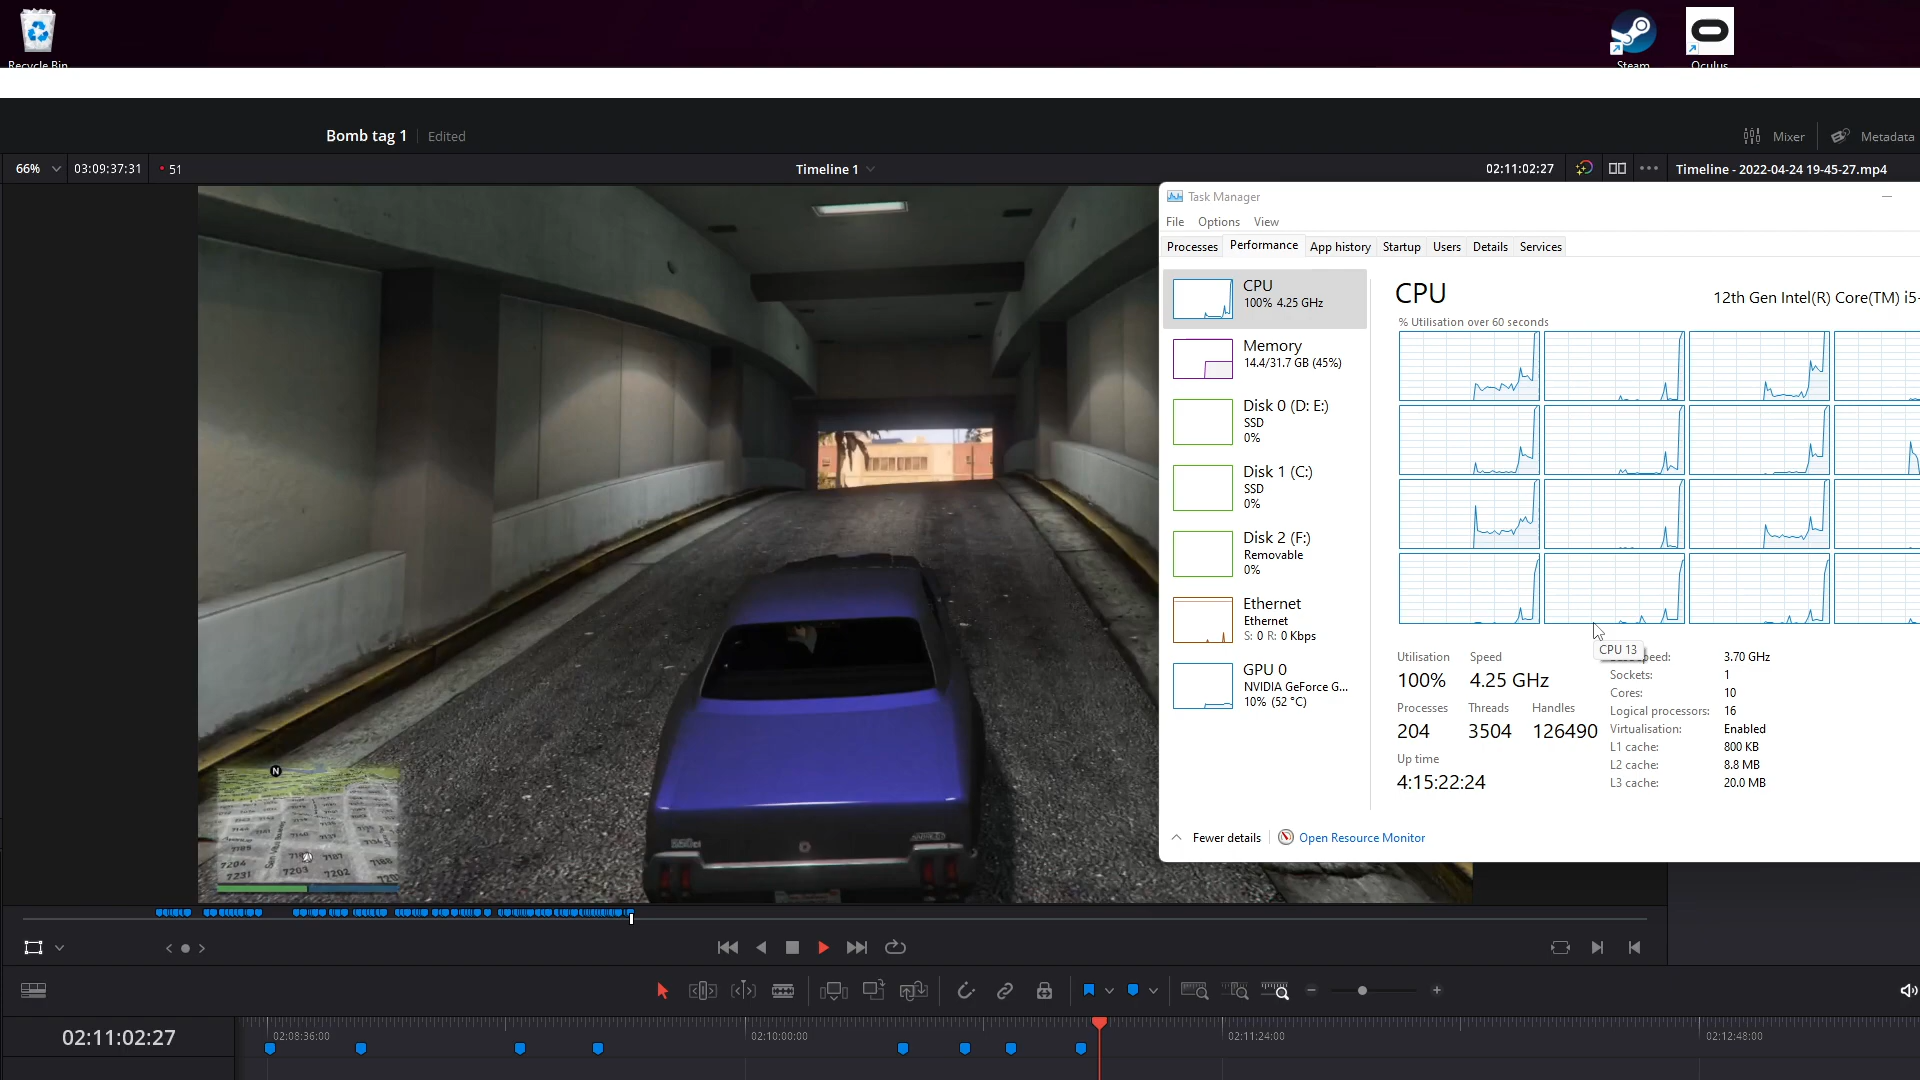 Recycle Bin
Steam
Oculus
Bomb tag 1
Edited
Mixer
Metadata
66%
03:09:37:31
51
Timeline 1
02:11:02:27
Timeline - 2022-04-24 19-45-27.mp4
Task Manager
File Options View
Processes Performance App history Startup Users Details Services
CPU
100% 4.25 GHz
Memory
14.4/31.7 GB (45%)
Disk 0 (D: E:)
SSD
0%
Disk 1 (C:)
SSD
0%
Disk 2 (F:)
Removable
0%
Ethernet
Ethernet
S: 0 R: 0 Kbps
GPU 0
NVIDIA GeForce G...
10% (52 °C)
CPU
12th Gen Intel(R) Core(TM) i5-
% Utilisation over 60 seconds
CPU 13
Utilisation Speed
100% 4.25 GHz
Processes Threads Handles
204 3504 126490
Up time
4:15:22:24
3.70 GHz
Sockets: 1
Cores: 10
Logical processors: 16
Virtualisation: Enabled
L1 cache: 800 KB
L2 cache: 8.8 MB
L3 cache: 20.0 MB
Fewer details
Open Resource Monitor
N
7204
7231
7203
7202
7187
7188
02:11:02:27
02:08:36:00
02:10:00:00
02:11:24:00
02:12:48:00